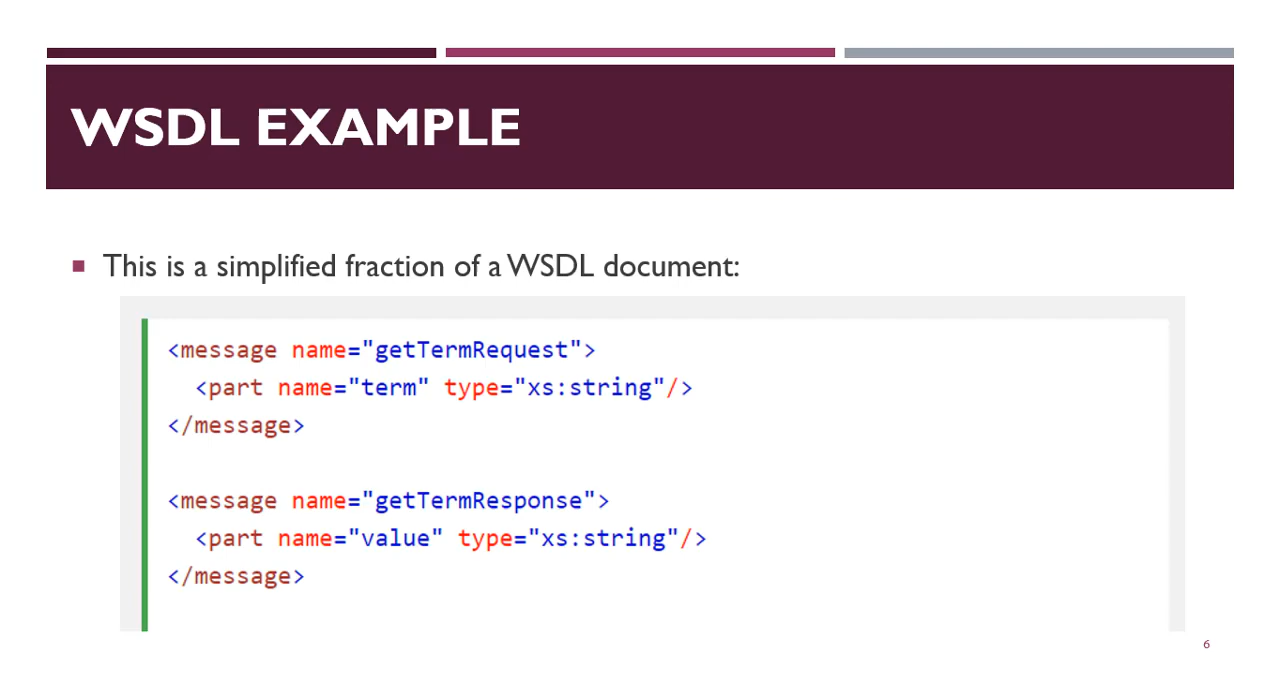 WSDL EXAMPLE
This is a simplified fraction of a WSDL document:
<message name="getTermRequest">
  <part name="term" type="xs:string"/>
</message>
<message name="getTermResponse">
  <part name="value" type="xs:string"/>
</message>
6